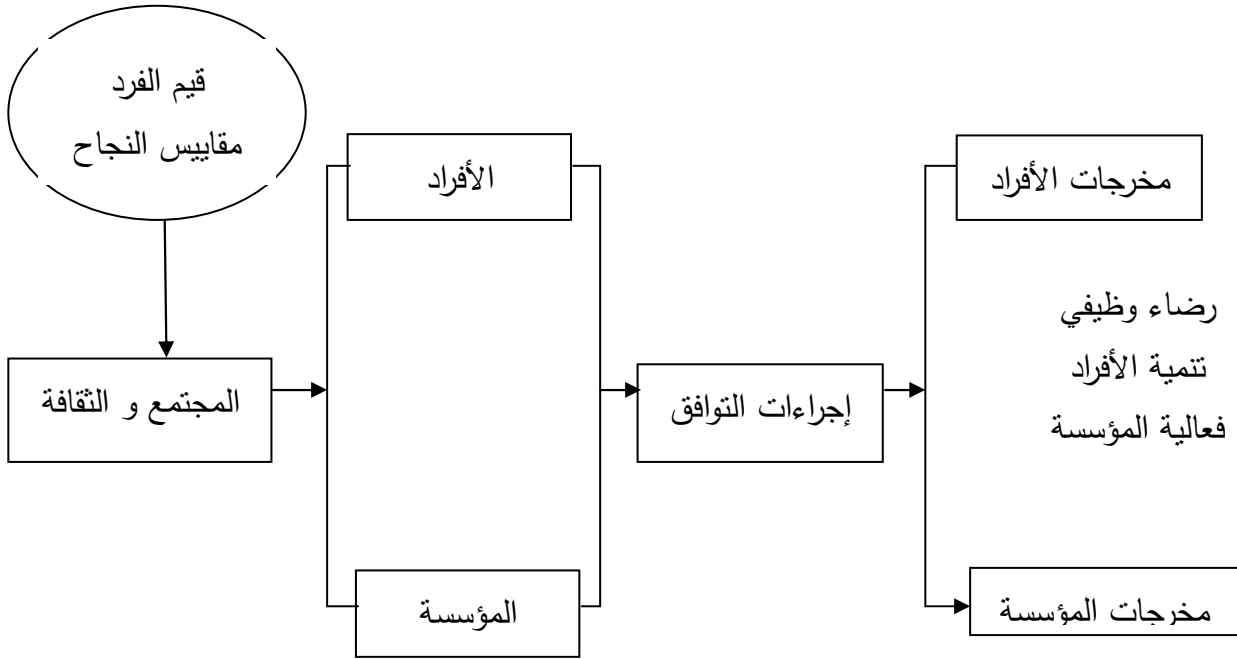 قيم الفرد
مقاييس النجاح
الأفراد
مخرجات الأفراد
رضاء وظيفي
تنمية الأفراد
فعالية المؤسسة
المجتمع و الثقافة
إجراءات التوافق
المؤسسة
مخرجات المؤسسة